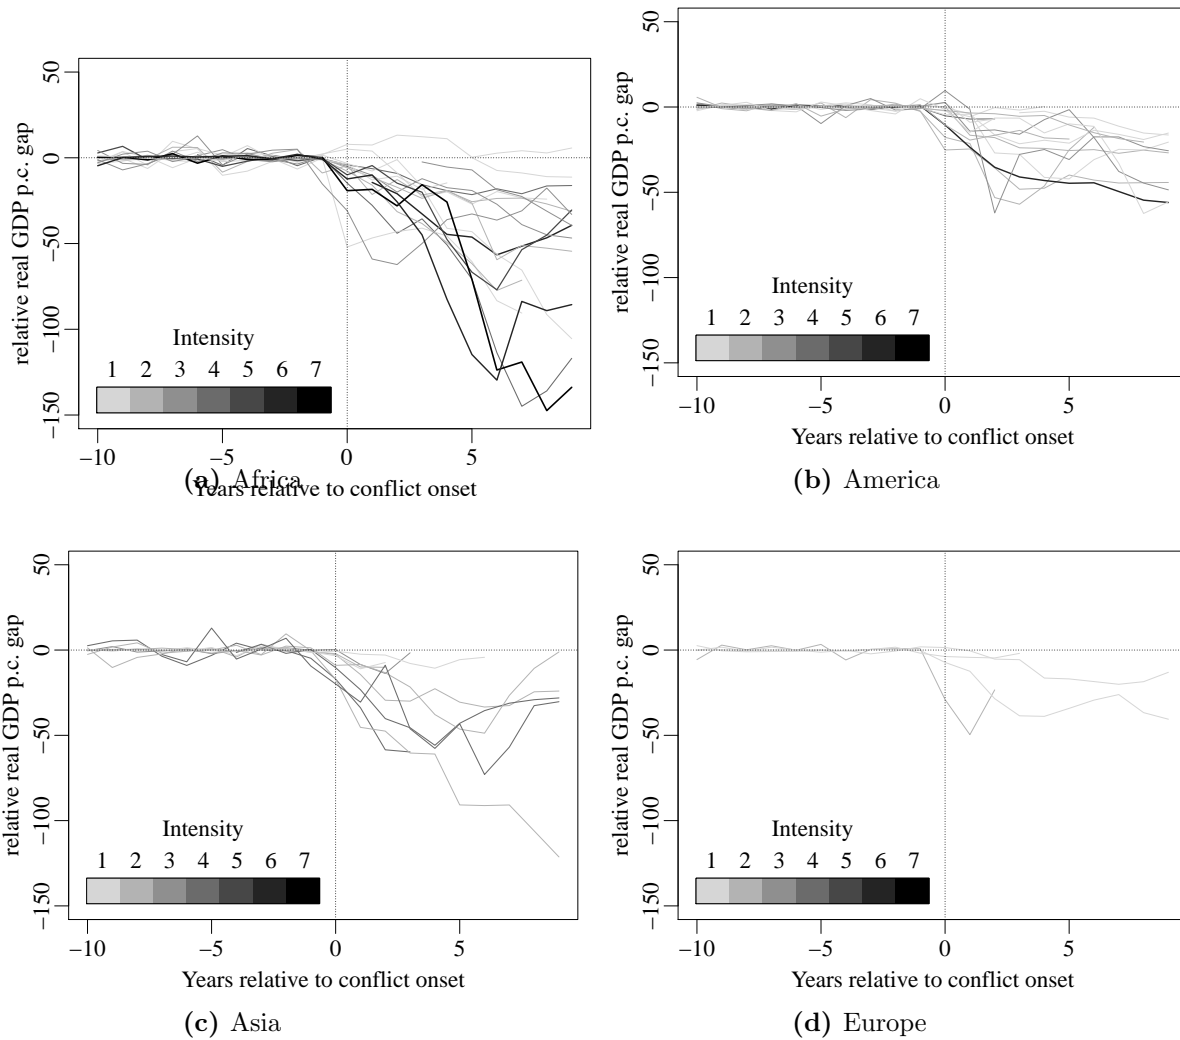 relative real GDP p.c. gap
50
0
−50
−100
−150
Intensity
1 2 3 4 5 6 7
−10 −5 0 5
Years relative to conflict onset
(a) Africa
relative real GDP p.c. gap
50
0
−50
−100
−150
Intensity
1 2 3 4 5 6 7
−10 −5 0 5
Years relative to conflict onset
(b) America
relative real GDP p.c. gap
50
0
−50
−100
−150
Intensity
1 2 3 4 5 6 7
−10 −5 0 5
Years relative to conflict onset
(c) Asia
relative real GDP p.c. gap
50
0
−50
−100
−150
Intensity
1 2 3 4 5 6 7
−10 −5 0 5
Years relative to conflict onset
(d) Europe